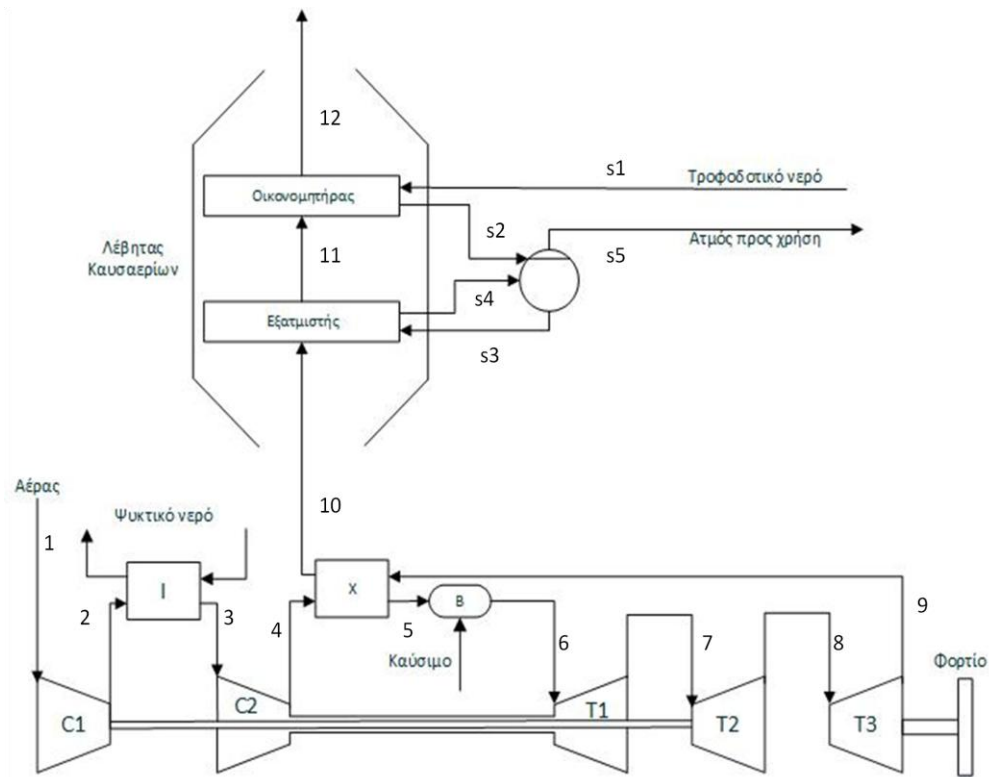 12
s1
Τροφοδοτικό νερό
Οικονομητήρας
s2
Ατμός προς χρήση
s5
Λέβητας
Καυσαερίων
11
s4
Εξατμιστής
s3
10
Αέρας
Ψυκτικό νερό
1
I
X
B
9
2
3
4
5
6
7
8
Καύσιμο
Φορτίο
C1
C2
T1
T2
T3